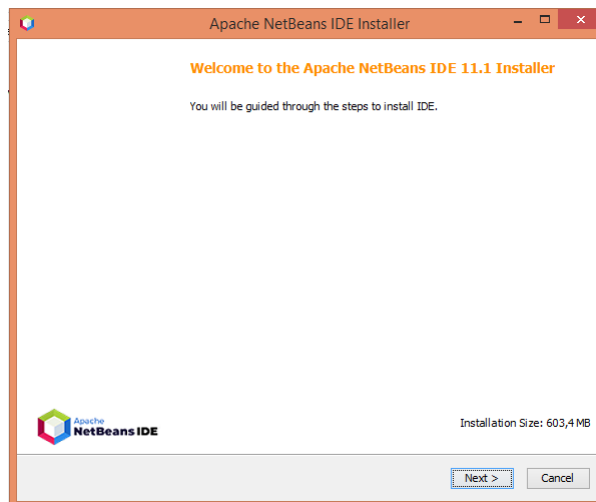 Apache NetBeans IDE Installer
Welcome to the Apache NetBeans IDE 11.1 Installer
You will be guided through the steps to install IDE.
Apache
NetBeans IDE
Installation Size: 603,4 MB
Next >
Cancel